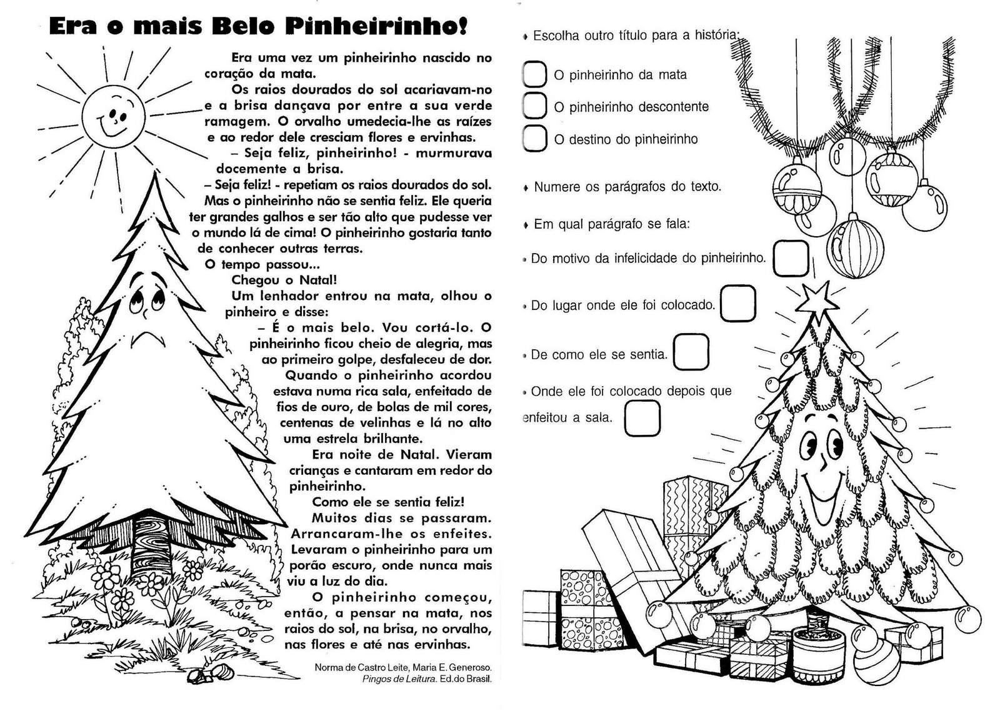 Era o mais Belo Pinheirinho!
Era uma vez um pinheirinho nascido no
coração da mata.
Os raios dourados do sol acariavam-no
e a brisa dançava por entre a sua verde
ramagem. O orvalho umedecia-lhe as raízes
e ao redor dele cresciam flores e ervinhas.
– Seja feliz, pinheirinho! - murmurava
docemente a brisa.
– Seja feliz! - repetiam os raios dourados do sol.
Mas o pinheirinho não se sentia feliz. Ele queria
ter grandes galhos e ser tão alto que pudesse ver
o mundo lá de cima! O pinheirinho gostaria tanto
de conhecer outras terras.
O tempo passou...
Chegou o Natal!
Um lenhador entrou na mata, olhou o
pinheiro e disse:
– É o mais belo. Vou cortá-lo. O
pinheirinho ficou cheio de alegria, mas
ao primeiro golpe, desfaleceu de dor.
Quando o pinheirinho acordou
estava numa rica sala, enfeitado de
fios de ouro, de bolas de mil cores,
centenas de velinhas e lá no alto
uma estrela brilhante.
Era noite de Natal. Vieram
crianças e cantaram em redor do
pinheirinho.
Como ele se sentia feliz!
Muitos dias se passaram.
Arrancaram-lhe os enfeites.
Levaram o pinheirinho para um
porão escuro, onde nunca mais
viu a luz do dia.
O pinheirinho começou,
então, a pensar na mata, nos
raios do sol, na brisa, no orvalho,
nas flores e até nas ervinhas.
Norma de Castro Leite, Maria E. Generoso.
Pingos de Leitura. Ed.do Brasil.
♦ Escolha outro título para a história:
O pinheirinho da mata
O pinheirinho descontente
O destino do pinheirinho
♦ Numere os parágrafos do texto.
♦ Em qual parágrafo se fala:
• Do motivo da infelicidade do pinheirinho.
• Do lugar onde ele foi colocado.
• De como ele se sentia.
• Onde ele foi colocado depois que
enfeitou a sala.